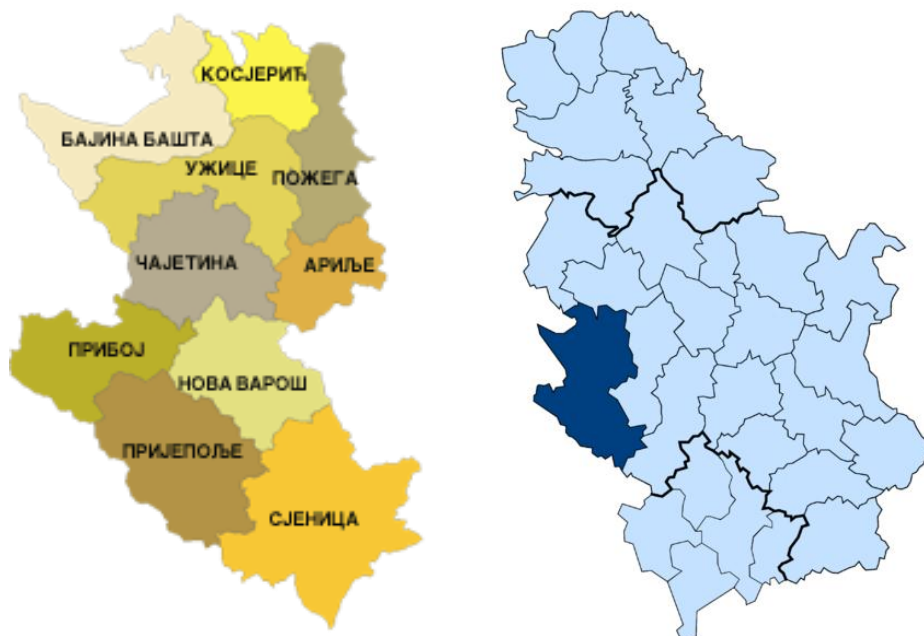 КОСЈЕРИЋ
БАЈИНА БАШТА
УЖИЦЕ
ПОЖЕГА
ЧАЈЕТИНА
АРИЉЕ
ПРИБОЈ
НОВА ВАРОШ
ПРИЈЕПОЉЕ
СЈЕНИЦА